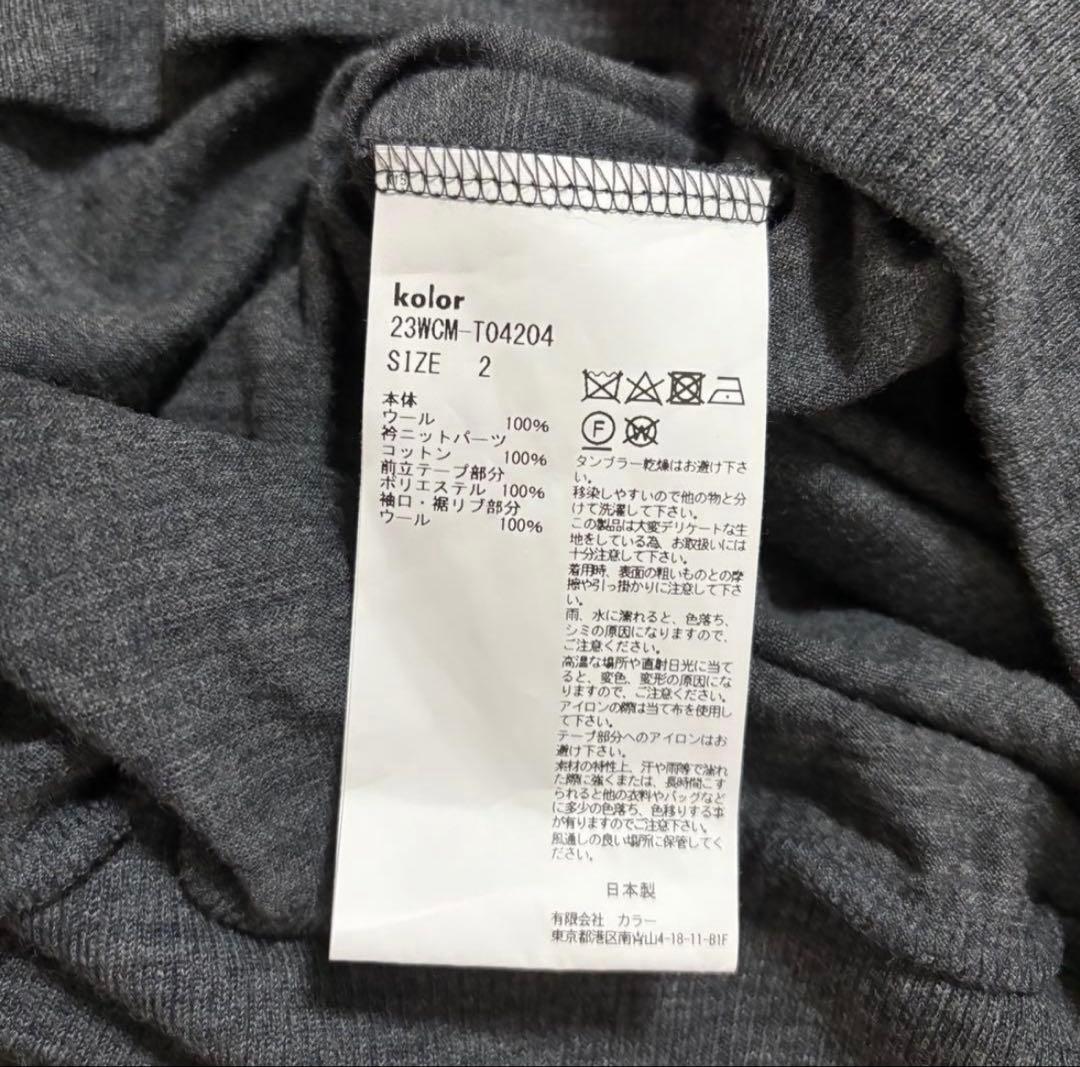 kolor
23WCM-T04204
SIZE 2
本体
ウール 100%
衿ニットパーツ
コットン 100%
前立テープ部分
ポリエステル 100%
袖口・裾リブ部分
ウール 100%
F
W
タンブラー乾燥はお避け下さ
い。
移染しやすいので他の物と分
けて洗濯して下さい。
この製品は大変デリケートな生
地をしている為、お取扱いには
十分注意して下さい。
着用時、表面の粗いものとの摩
擦や引っ掛かりに注意して下さ
い。
雨、水に濡れると、色落ち、
シミの原因になりますので、
ご注意ください。
高温な場所や直射日光に当て
ると、変色、変形の原因にな
りますので、ご注意ください。
アイロンの際は当て布を使用し
て下さい。
テープ部分へのアイロンはお
避け下さい。
素材の特性上、汗や雨等で濡れ
た際に強くまたは、長時間こす
られると他の衣料やバッグなど
に多少の色落ち、色移りする事
が有りますのでご注意下さい。
風通しの良い場所に保管してく
ださい。
日本製
有限会社 カラー
東京都港区南青山4-18-11-B1F